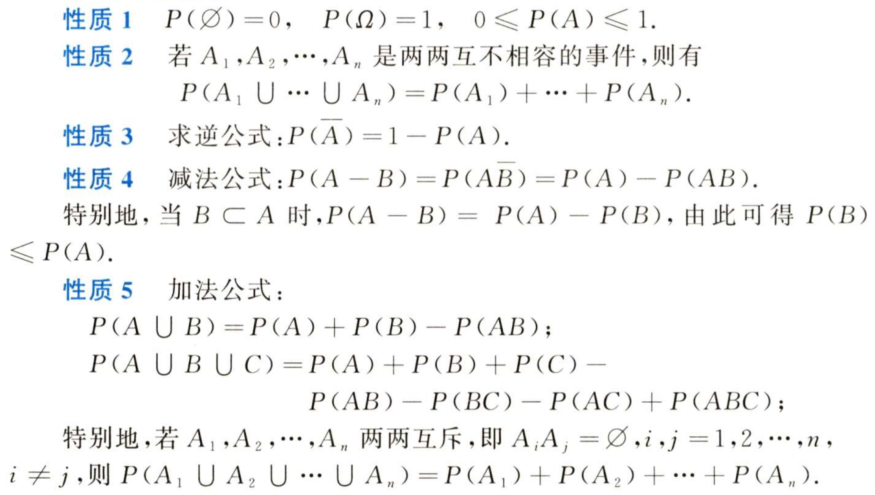 性质 1 P(∅)=0, P(Ω)=1, 0≤P(A)≤1.
性质 2 若 A₁,A₂,⋯,Aₙ 是两两互不相容的事件,则有
P(A₁ ∪ ⋯ ∪ Aₙ)=P(A₁)+⋯+P(Aₙ).
性质 3 求逆公式:P(A̅)=1-P(A).
性质 4 减法公式:P(A-B)=P(AB̅)=P(A)-P(AB).
特别地,当 B⊂A 时,P(A-B)= P(A)-P(B),由此可得 P(B)
≤P(A).
性质 5 加法公式:
P(A ∪ B)=P(A)+P(B)-P(AB);
P(A ∪ B ∪ C)=P(A)+P(B)+P(C)-
P(AB)-P(BC)-P(AC)+P(ABC);
特别地,若 A₁,A₂,⋯,Aₙ 两两互斥,即 AᵢAⱼ=∅,i,j=1,2,⋯,n,
i≠j,则 P(A₁ ∪ A₂ ∪ ⋯ ∪ Aₙ)=P(A₁)+P(A₂)+⋯+P(Aₙ).